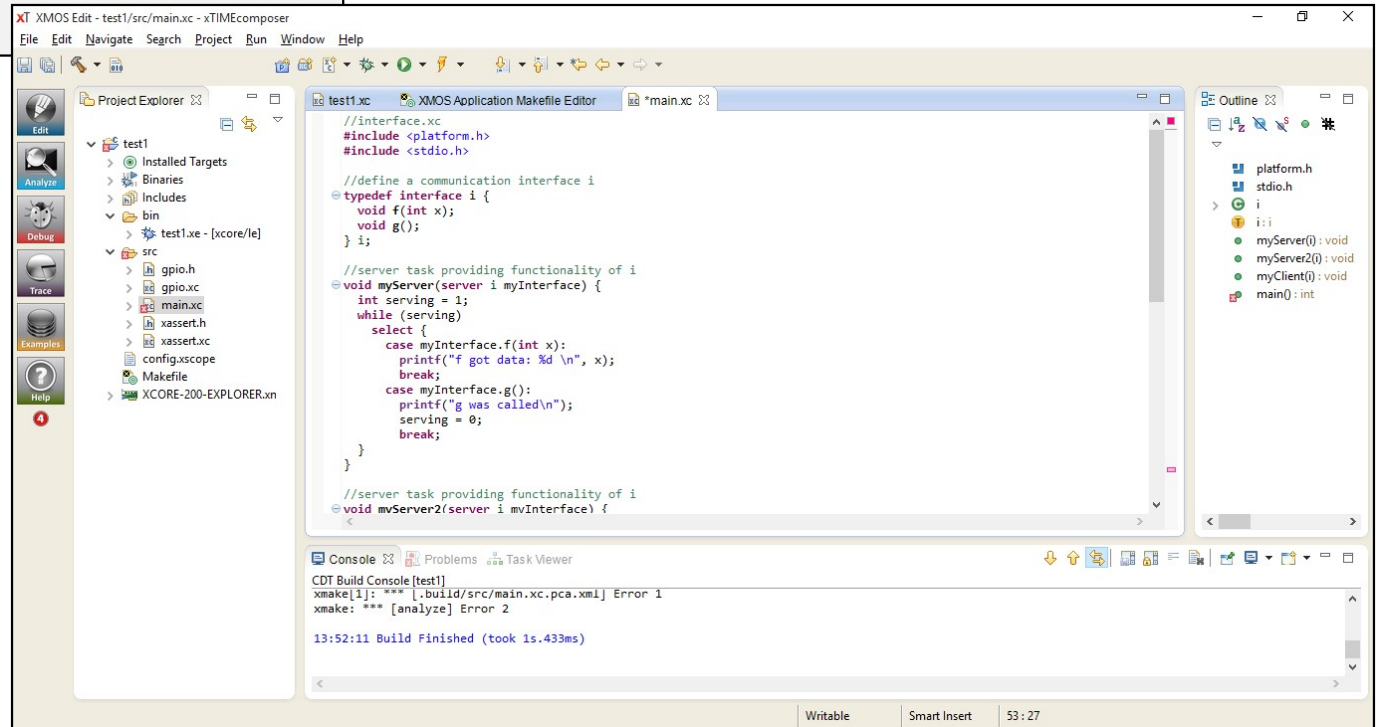 XT XMOS Edit - test1/src/main.xc - xTIMEcomposer
File Edit Navigate Search Project Run Window Help
Edit
Analyze
Debug
Trace
Examples
Help
4
Project Explorer
test1
Installed Targets
Binaries
Includes
bin
test1.xe - [xcore/le]
src
gpio.h
gpio.xc
main.xc
xassert.h
xassert.xc
config.xscope
Makefile
XCORE-200-EXPLORER.xn
test1.xc XMOS Application Makefile Editor *main.xc
//interface.xc
#include <platform.h>
#include <stdio.h>
//define a communication interface i
typedef interface i {
void f(int x);
void g();
} i;
//server task providing functionality of i
void myServer(server i myInterface) {
int serving = 1;
while (serving)
select {
case myInterface.f(int x):
printf("f got data: %d \n", x);
break;
case myInterface.g():
printf("g was called\n");
serving = 0;
break;
}
}
//server task providing functionality of i
void myServer2(server i myInterface) {
Outline
platform.h
stdio.h
i
i : i
myServer(i) : void
myServer2(i) : void
myClient(i) : void
main() : int
Console Problems Task Viewer
CDT Build Console [test1]
xmake[1]: *** [.build/src/main.xc.pca.xml] Error 1
xmake: *** [analyze] Error 2
13:52:11 Build Finished (took 1s.433ms)
Writable Smart Insert 53 : 27